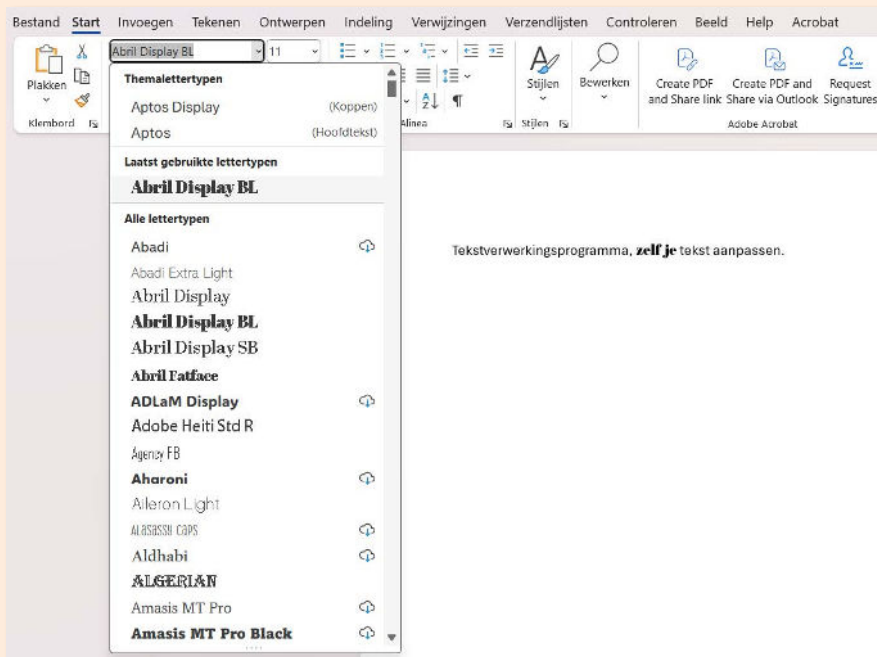 Bestand Start Invoegen Tekenen Ontwerpen Indeling Verwijzingen Verzendlijsten Controleren Beeld Help Acrobat
Abril Display BL 11
Plakken
Klembord
Stijlen
Bewerken
Create PDF and Share link
Create PDF and Share via Outlook
Request Signatures
Alinea
Stijlen
Adobe Acrobat
Themalettertypen
Aptos Display (Koppen)
Aptos (Hoofdtekst)
Laatst gebruikte lettertypen
Abril Display BL
Alle lettertypen
Abadi
Abadi Extra Light
Abril Display
Abril Display BL
Abril Display SB
Abril Fatface
ADLaM Display
Adobe Heiti Std R
Agency FB
Aharoni
Aileron Light
ALASASSY CAPS
Aldhabi
ALGERIAN
Amasis MT Pro
Amasis MT Pro Black
Tekstverwerkingsprogramma, zelf je tekst aanpassen.